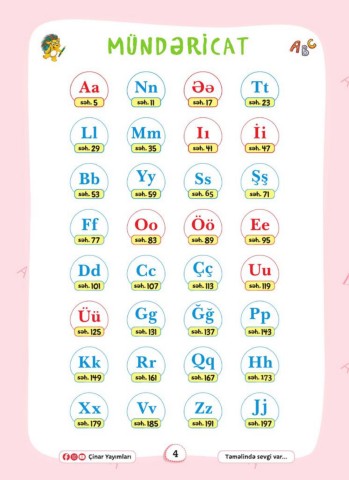 MÜNDƏRİCAT
ABC
Aa Nn Əə Tt
səh. 5 səh. 11 səh. 17 səh. 23
Ll Mm Iı İi
səh. 29 səh. 35 səh. 41 səh. 47
Bb Yy Ss Şş
səh. 53 səh. 59 səh. 65 səh. 71
Ff Oo Öö Ee
səh. 77 səh. 83 səh. 89 səh. 95
Dd Cc Çç Uu
səh. 101 səh. 107 səh. 113 səh. 119
Üü Gg Ğğ Pp
səh. 125 səh. 131 səh. 137 səh. 143
Kk Rr Qq Hh
səh. 149 səh. 161 səh. 167 səh. 173
Xx Vv Zz Jj
səh. 179 səh. 185 səh. 191 səh. 197
Çinar Yayımları 4 Təməlində sevgi var...